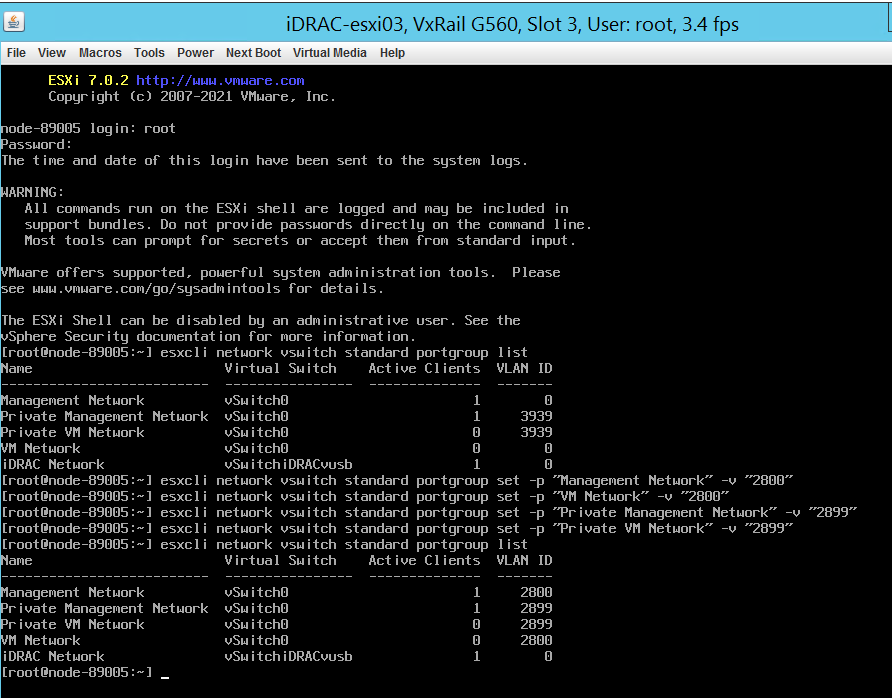 iDRAC-esxi03, VxRail G560, Slot 3, User: root, 3.4 fps
File View Macros Tools Power Next Boot Virtual Media Help
ESXi 7.0.2 http://www.vmware.com
Copyright (c) 2007-2021 VMware, Inc.
node-89005 login: root
Password:
The time and date of this login have been sent to the system logs.
WARNING:
All commands run on the ESXi shell are logged and may be included in
support bundles. Do not provide passwords directly on the command line.
Most tools can prompt for secrets or accept them from standard input.
VMware offers supported, powerful system administration tools.  Please
see www.vmware.com/go/sysadmintools for details.
The ESXi Shell can be disabled by an administrative user. See the
vSphere Security documentation for more information.
[root@node-89005:~] esxcli network vswitch standard portgroup list
Name                        Virtual Switch    Active Clients  VLAN ID
--------------------------  ----------------  --------------  -------
Management Network          vSwitch0                       1        0
Private Management Network  vSwitch0                       1     3939
Private VM Network          vSwitch0                       0     3939
VM Network                  vSwitch0                       0        0
iDRAC Network               vSwitchiDRACvusb               1        0
[root@node-89005:~] esxcli network vswitch standard portgroup set -p "Management Network" -v "2800"
[root@node-89005:~] esxcli network vswitch standard portgroup set -p "VM Network" -v "2800"
[root@node-89005:~] esxcli network vswitch standard portgroup set -p "Private Management Network" -v "2899"
[root@node-89005:~] esxcli network vswitch standard portgroup set -p "Private VM Network" -v "2899"
[root@node-89005:~] esxcli network vswitch standard portgroup list
Name                        Virtual Switch    Active Clients  VLAN ID
--------------------------  ----------------  --------------  -------
Management Network          vSwitch0                       1     2800
Private Management Network  vSwitch0                       1     2899
Private VM Network          vSwitch0                       0     2899
VM Network                  vSwitch0                       0     2800
iDRAC Network               vSwitchiDRACvusb               1        0
[root@node-89005:~] _